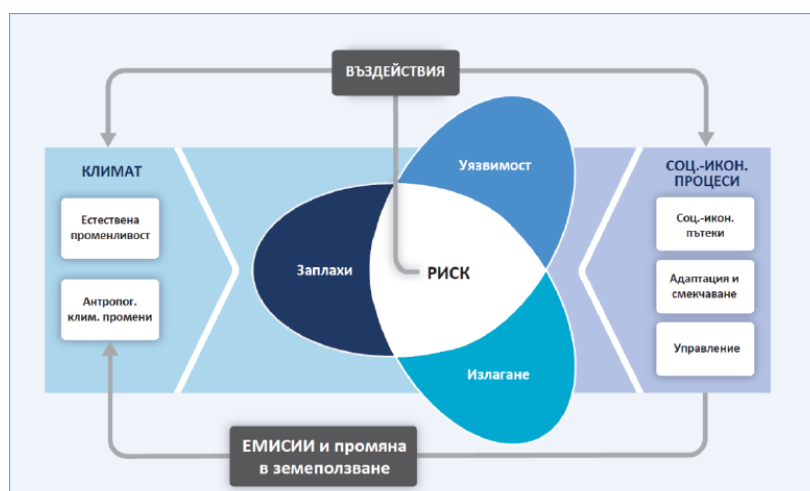 ВЪЗДЕЙСТВИЯ
КЛИМАТ
Естествена
променливост
Антропог.
клим. промени
Заплахи
Уязвимост
РИСК
Излагане
СОЦ.-ИКОН.
ПРОЦЕСИ
Соц.-икон.
пътеки
Адаптация и
смекчаване
Управление
ЕМИСИИ и промяна
в земеползване